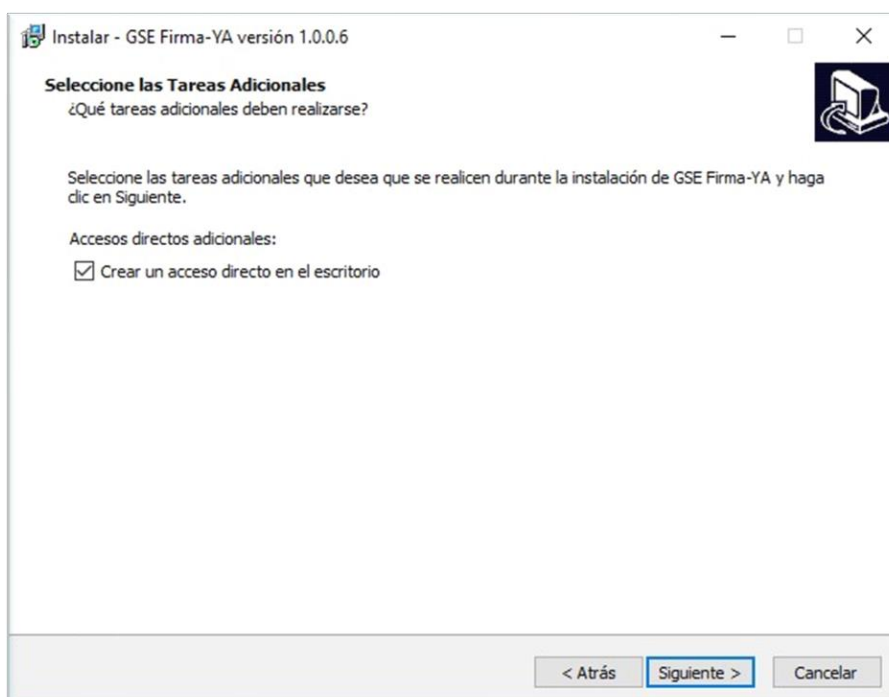 Instalar - GSE Firma-YA versión 1.0.0.6
Seleccione las Tareas Adicionales
¿Qué tareas adicionales deben realizarse?
Seleccione las tareas adicionales que desea que se realicen durante la instalación de GSE Firma-YA y haga
clic en Siguiente.
Accesos directos adicionales:
Crear un acceso directo en el escritorio
< Atrás Siguiente > Cancelar